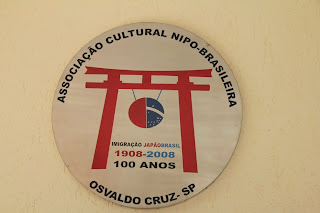 ASSOCIAÇÃO CULTURAL NIPO-BRASILEIRA
IMIGRAÇÃO JAPÃOBRASIL
1908-2008
100 ANOS
OSVALDO CRUZ-SP